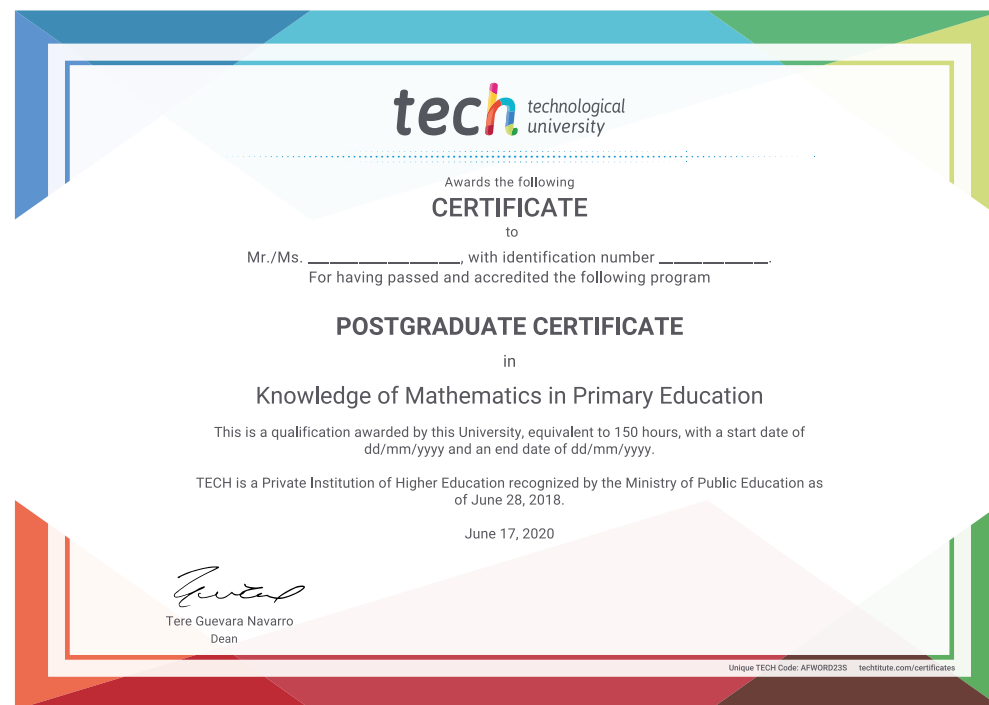 tech technological
university
Awards the following
CERTIFICATE
to
Mr./Ms. ____________________, with identification number ______________.
For having passed and accredited the following program
POSTGRADUATE CERTIFICATE
in
Knowledge of Mathematics in Primary Education
This is a qualification awarded by this University, equivalent to 150 hours, with a start date of
dd/mm/yyyy and an end date of dd/mm/yyyy.
TECH is a Private Institution of Higher Education recognized by the Ministry of Public Education as
of June 28, 2018.
June 17, 2020
Tere Guevara Navarro
Dean
Unique TECH Code: AFWORD23S techtitute.com/certificates